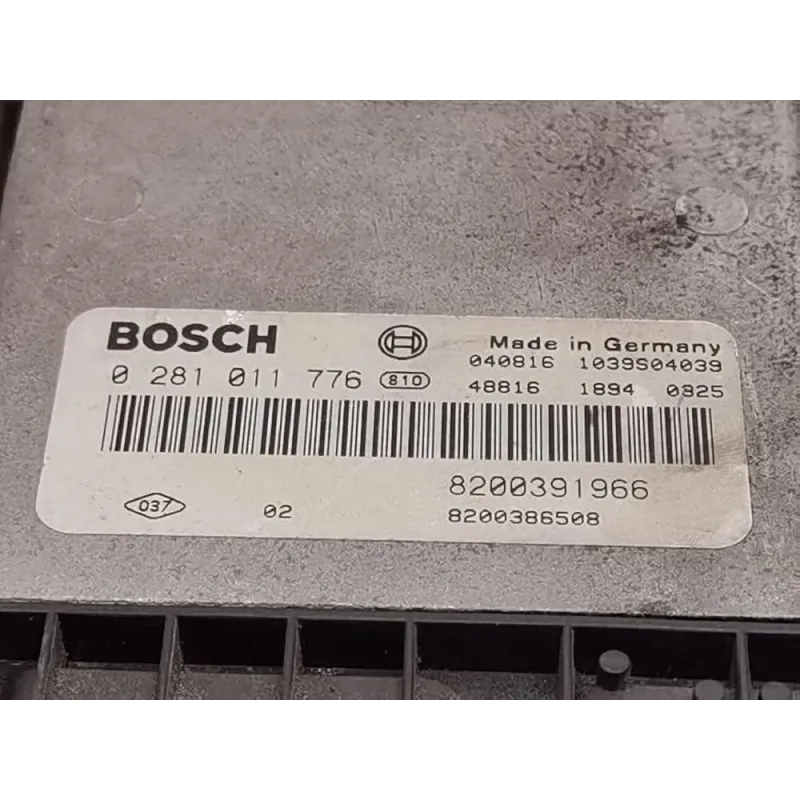 BOSCH
Made in Germany
040816 1039S04039
0 281 011 776 810
48816 1894 0825
8200391966
037 02
8200386508